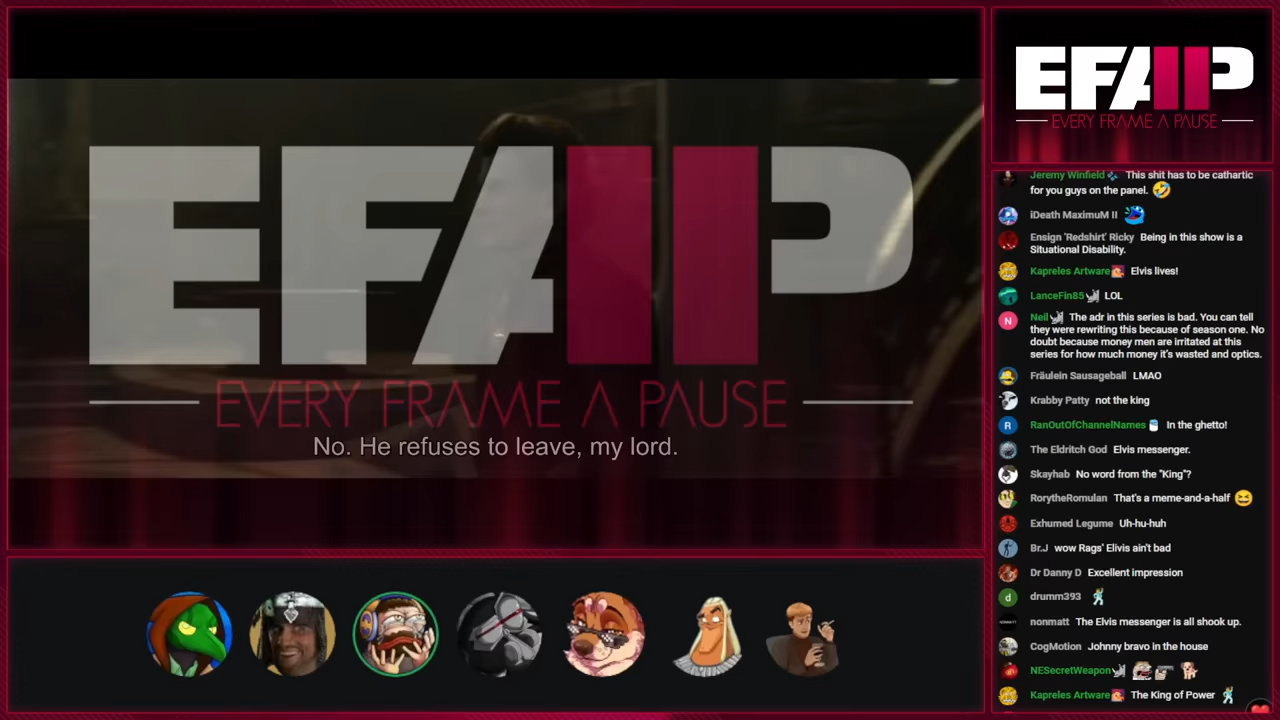 EFAP
EVERY FRAME A PAUSE
No. He refuses to leave, my lord.
EFAP
EVERY FRAME A PAUSE
Jeremy Winfield This shit has to be cathartic
for you guys on the panel.
iDeath MaximuM II
Ensign 'Redshirt' Ricky Being in this show is a
Situational Disability.
Kapreles Artware Elvis lives!
LanceFin85 LOL
N
Neil The adr in this series is bad. You can tell
they were rewriting this because of season one. No
doubt because money men are irritated at this
series for how much money it's wasted and optics.
Fräulein Sausageball LMAO
Krabby Patty not the king
R
RanOutOfChannelNames In the ghetto!
The Eldritch God Elvis messenger.
Skayhab No word from the "King"?
RorytheRomulan That's a meme-and-a-half
Exhumed Legume Uh-hu-huh
Br.J wow Rags' Elivis ain't bad
Dr Danny D Excellent impression
d
drumm393
nonmatt The Elvis messenger is all shook up.
CogMotion Johnny bravo in the house
NESecretWeapon
Kapreles Artware The King of Power